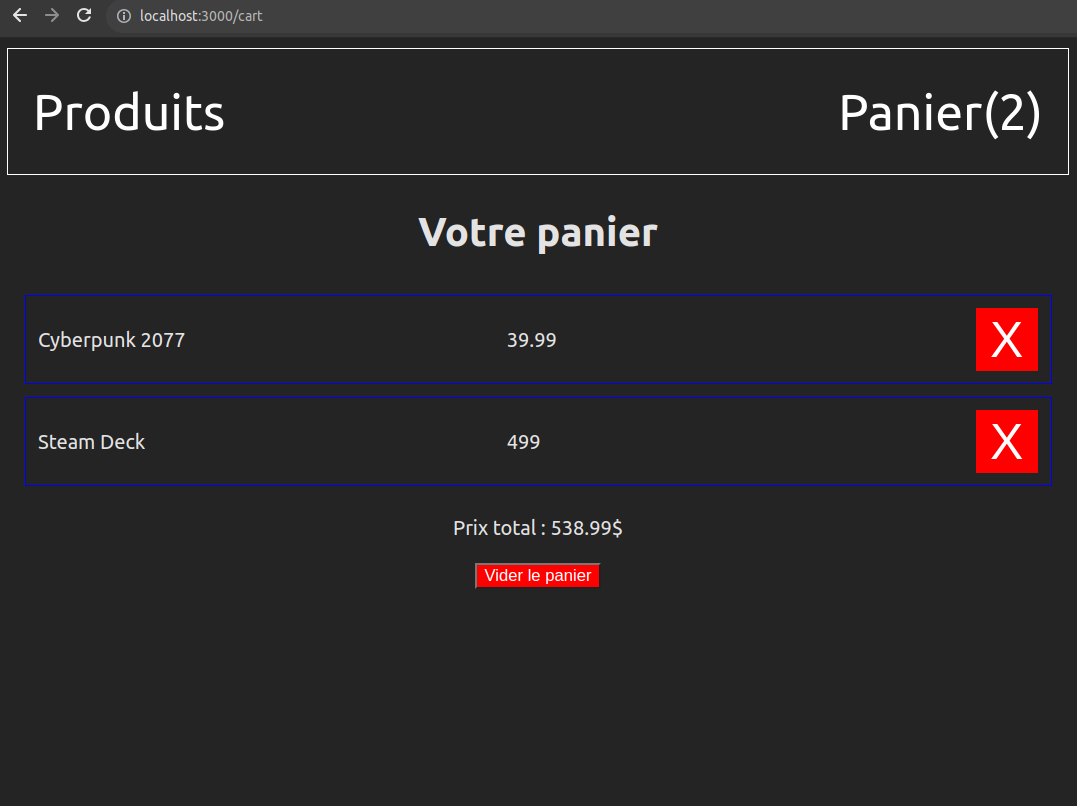 localhost:3000/cart
Produits Panier(2)
Votre panier
Cyberpunk 2077 39.99 X
Steam Deck 499 X
Prix total : 538.99$
Vider le panier